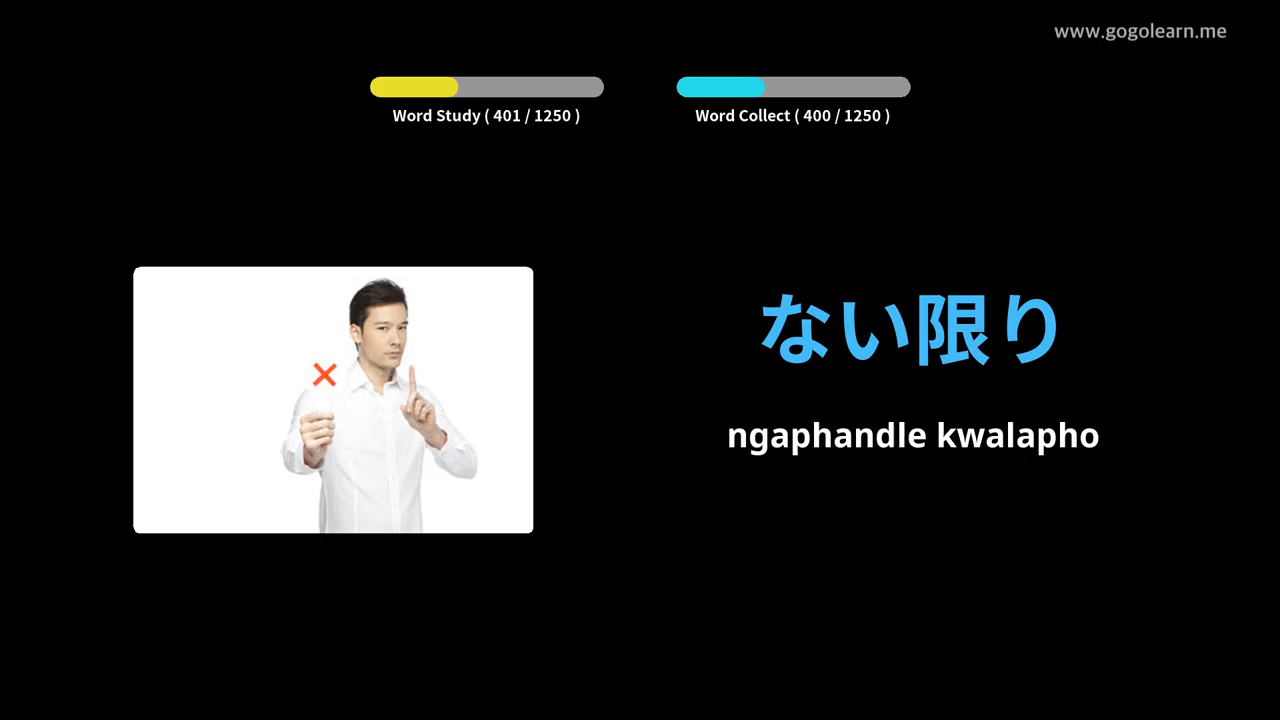 www.gogolearn.me
Word Study ( 401 / 1250 )
Word Collect ( 400 / 1250 )
ない限り
ngaphandle kwalapho